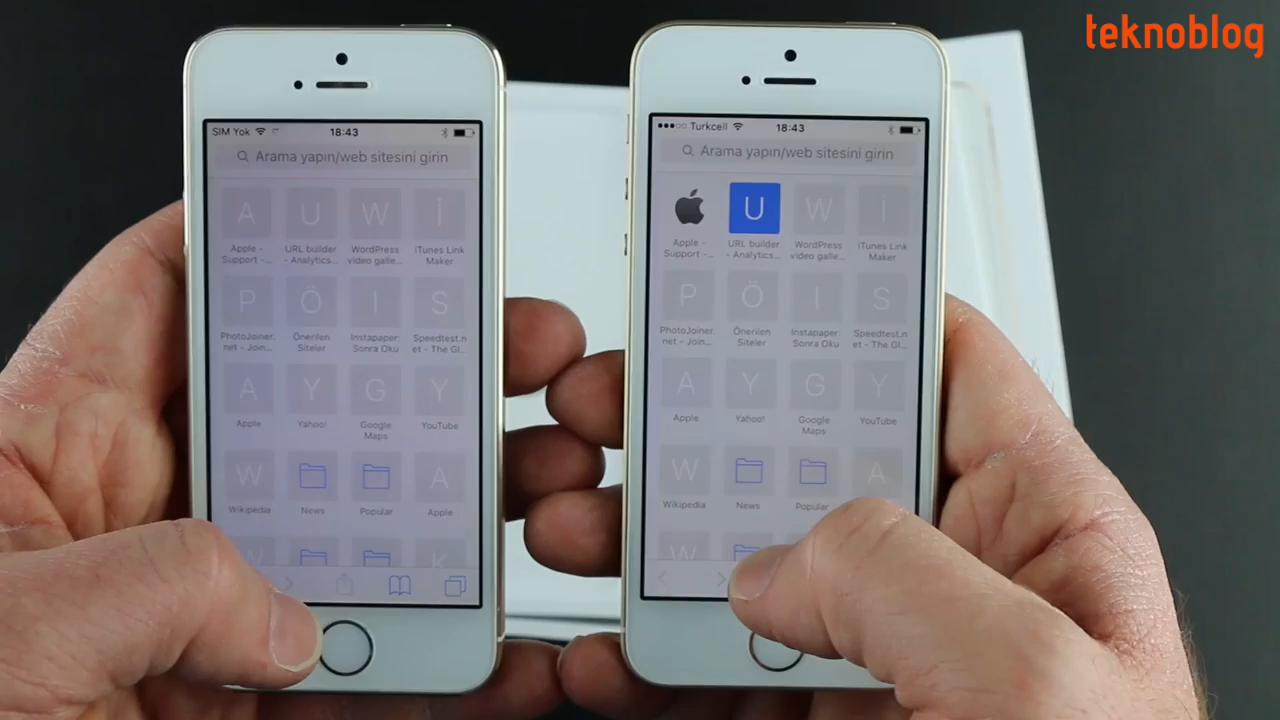 teknoblog
SIM Yok 18:43
Arama yapın/web sitesini girin
A U W İ
Apple - Support -... URL builder - Analytics... WordPress video galle... iTunes Link Maker
P Ö I S
PhotoJoiner.net - Join... Önerilen Siteler Instapaper: Sonra Oku Speedtest.net - The Gl...
A Y G Y
Apple Yahoo! Google Maps YouTube
W A
Wikipedia News Popular Apple
W K
Turkcell 18:43
Arama yapın/web sitesini girin
U W İ
Apple - Support -... URL builder - Analytics... WordPress video galle... iTunes Link Maker
P Ö I S
PhotoJoiner.net - Join... Önerilen Siteler Instapaper: Sonra Oku Speedtest.net - The Gl...
A Y G Y
Apple Yahoo! Google Maps YouTube
W A
Wikipedia News Popular
W